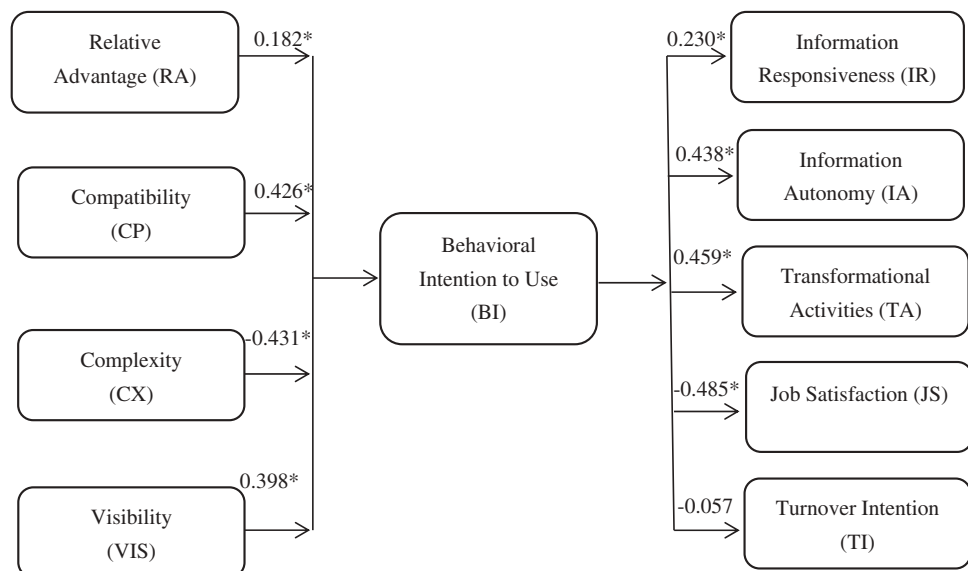 Relative
Advantage (RA)
0.182*
Compatibility
(CP)
0.426*
Complexity
(CX)
-0.431*
Visibility
(VIS)
0.398*
Behavioral
Intention to Use
(BI)
0.230*
Information
Responsiveness (IR)
0.438*
Information
Autonomy (IA)
0.459*
Transformational
Activities (TA)
-0.485*
Job Satisfaction (JS)
-0.057
Turnover Intention
(TI)